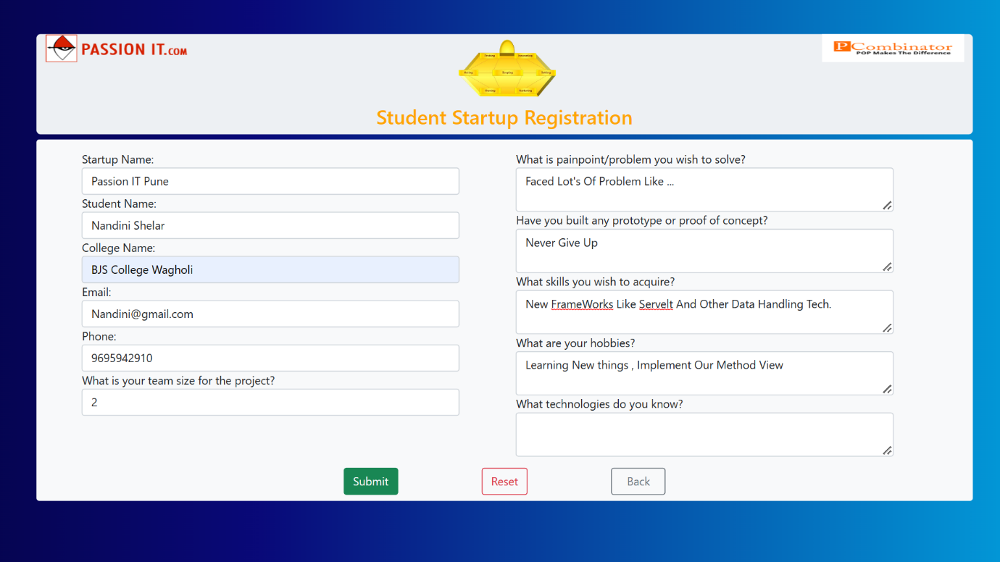 PASSION IT.COM
PCombinator
POP Makes The Difference
Student Startup Registration
Startup Name:
Passion IT Pune
Student Name:
Nandini Shelar
College Name:
BJS College Wagholi
Email:
Nandini@gmail.com
Phone:
9695942910
What is your team size for the project?
2
What is painpoint/problem you wish to solve?
Faced Lot's Of Problem Like ...
Have you built any prototype or proof of concept?
Never Give Up
What skills you wish to acquire?
New FrameWorks Like Servelt And Other Data Handling Tech.
What are your hobbies?
Learning New things , Implement Our Method View
What technologies do you know?
Submit
Reset
Back